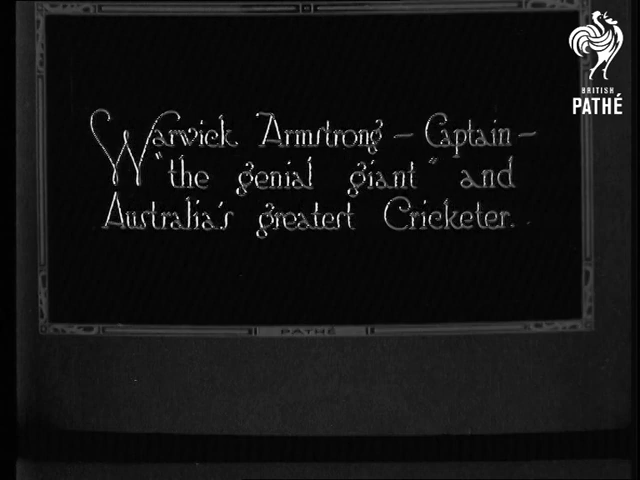 BRITISH
PATHÉ
Warwick Armstrong — Captain —
"the genial giant" and
Australia's greatest Cricketer.
PATHÉ